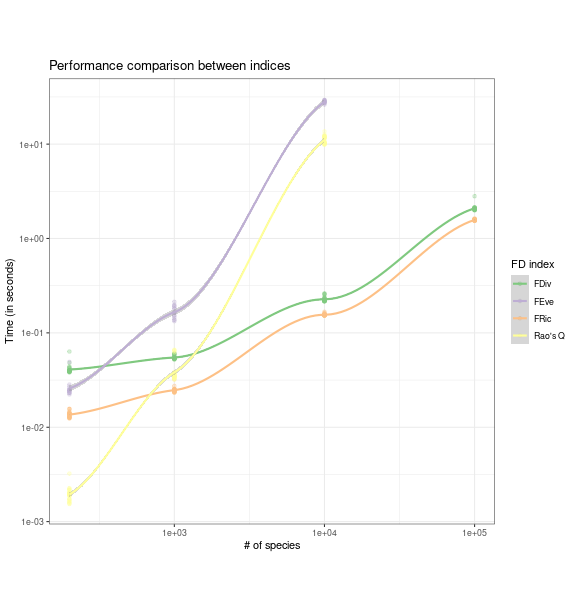 Performance comparison between indices
Time (in seconds)
1e+01
1e+00
1e-01
1e-02
1e-03
1e+03
1e+04
1e+05
# of species
FD index
FDiv
FEve
FRic
Rao's Q